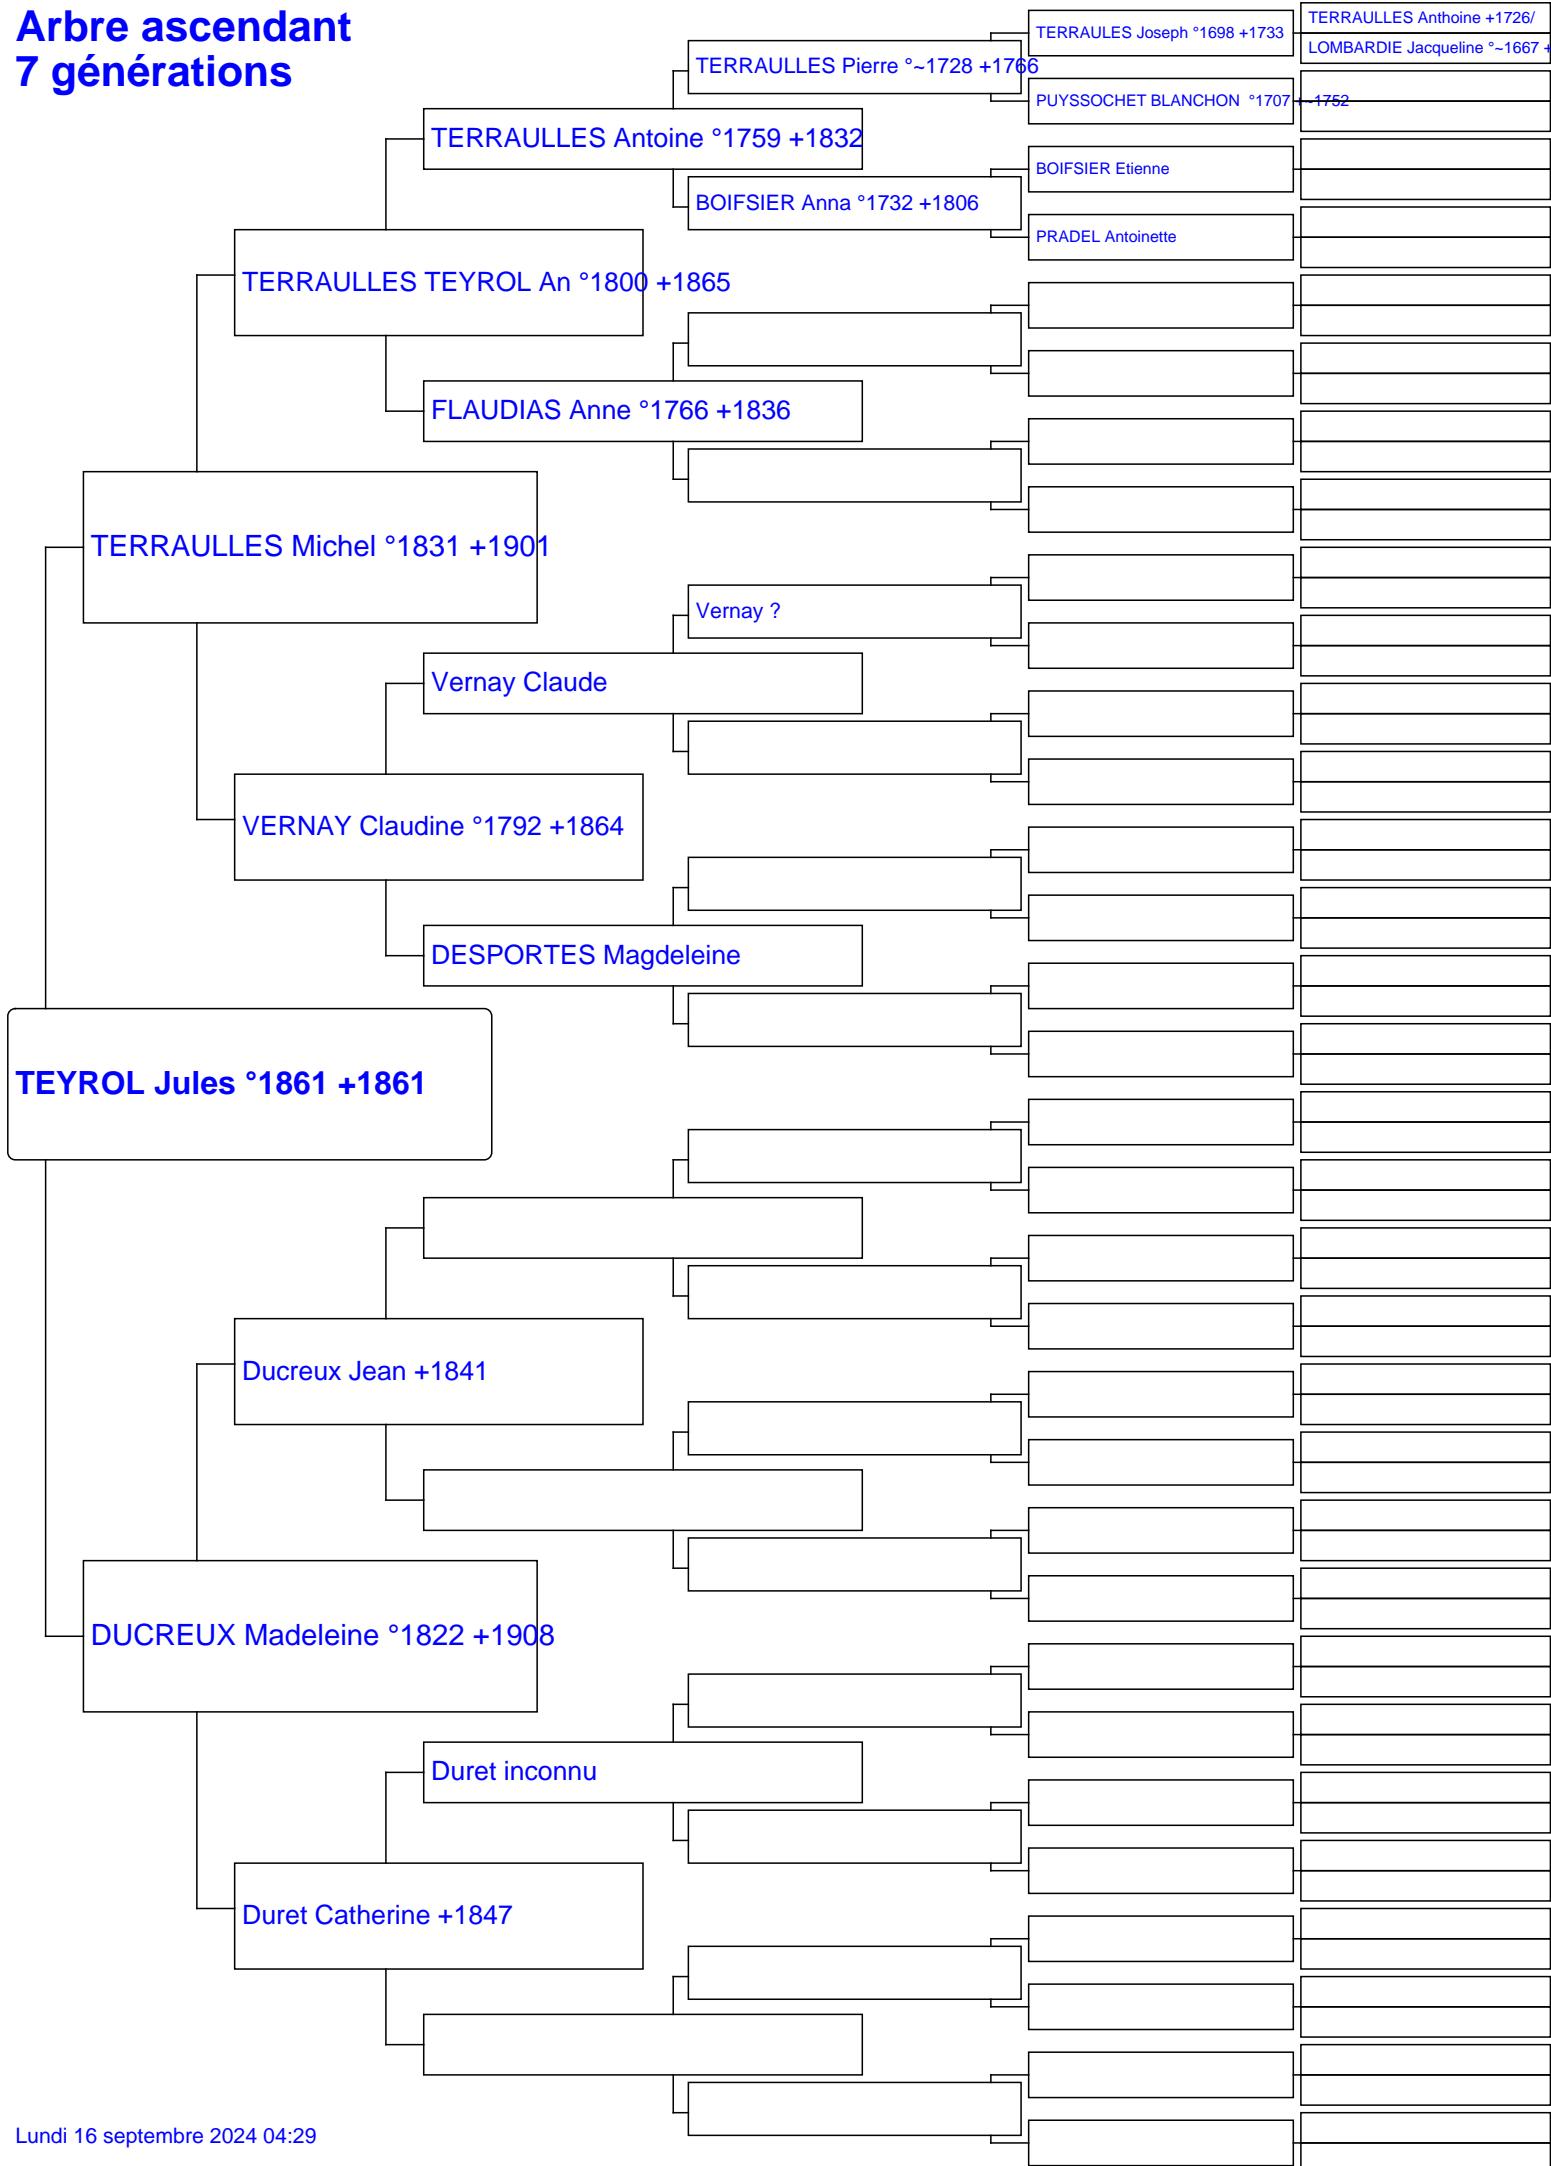 Arbre ascendant
7 générations
TERRAULLES Anthoine +1726/
TERRAULES Joseph °1698 +1733
LOMBARDIE Jacqueline °~1667 +
TERRAULLES Pierre °~1728 +1766
PUYSSOCHET BLANCHON °1707 +~1752
TERRAULLES Antoine °1759 +1832
BOIFSIER Etienne
BOIFSIER Anna °1732 +1806
PRADEL Antoinette
TERRAULLES TEYROL An °1800 +1865
FLAUDIAS Anne °1766 +1836
TERRAULLES Michel °1831 +1901
Vernay ?
Vernay Claude
VERNAY Claudine °1792 +1864
DESPORTES Magdeleine
TEYROL Jules °1861 +1861
Ducreux Jean +1841
DUCREUX Madeleine °1822 +1908
Duret inconnu
Duret Catherine +1847
Lundi 16 septembre 2024 04:29